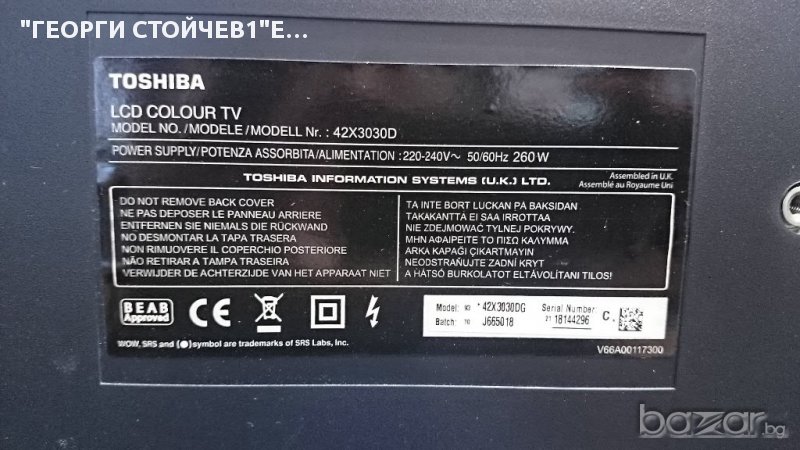 "ГЕОРГИ СТОЙЧЕВ1"Е...
TOSHIBA
LCD COLOUR TV
MODEL NO./MODELE/MODELL Nr. : 42X3030D
POWER SUPPLY/POTENZA ASSORBITA/ALIMENTATION : 220-240V~ 50/60Hz 260 W
TOSHIBA INFORMATION SYSTEMS (U.K.) LTD.
Assembled in U.K.
Assemblé au Royaume Uni
DO NOT REMOVE BACK COVER
NE PAS DEPOSER LE PANNEAU ARRIERE
ENTFERNEN SIE NIEMALS DIE RÜCKWAND
NO DESMONTAR LA TAPA TRASERA
NON RIMUOVERE IL COPERCHIO POSTERIORE
NÃO RETIRAR A TAMPA TRASEIRA
VERWIJDER DE ACHTERZIJDE VAN HET APPARAAT NIET
TA INTE BORT LUCKAN PÅ BAKSIDAN
TAKAKANTTA EI SAA IRROTTAA
NIE ZDEJMOWAĆ TYLNEJ POKRYWY.
ΜΗΝ ΑΦΑΙΡΕΙΤΕ ΤΟ ΠΙΣΩ ΚΑΛΥΜΜΑ
ARKA KAPAĞI ÇIKARTMAYIN
NEODSTRAŇUJTE ZADNÍ KRYT
A HÁTSÓ BURKOLATOT ELTÁVOLÍTANI TILOS!
BEAB
Approved
CE
Model: 93 * 42X3030DG Serial Number: C.
Batch: 10 J665018 21 18144296
WOW, SRS and (●) symbol are trademarks of SRS Labs, Inc.
V66A00117300
bazar.bg